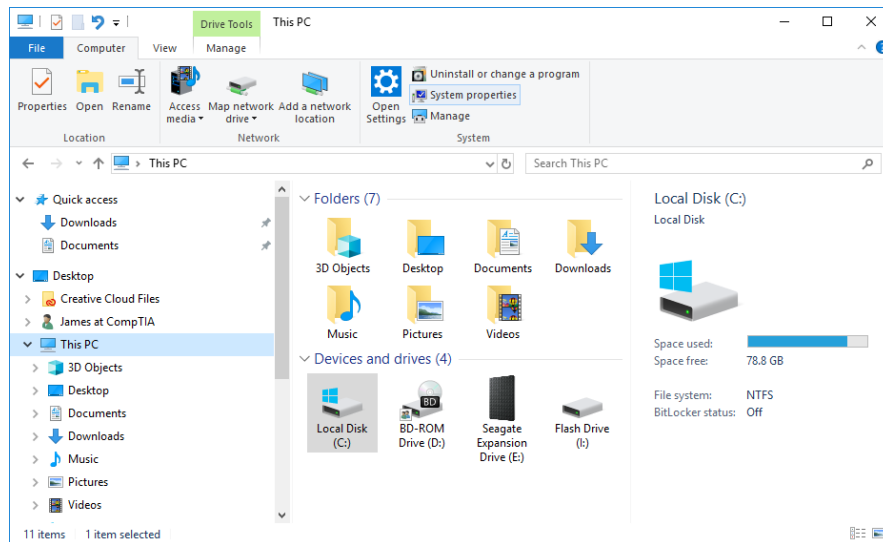 Drive Tools This PC
File Computer View Manage
Properties Open Rename Access media Map network drive Add a network location Open Settings Uninstall or change a program
System properties
Manage
Location Network System
This PC Search This PC
Quick access
Downloads
Documents
Desktop
Creative Cloud Files
James at CompTIA
This PC
3D Objects
Desktop
Documents
Downloads
Music
Pictures
Videos
Folders (7)
3D Objects Desktop Documents Downloads
Music Pictures Videos
Devices and drives (4)
BD
Local Disk (C:) BD-ROM Drive (D:) Seagate Expansion Drive (E:) Flash Drive (I:)
Local Disk (C:)
Local Disk
Space used:
Space free: 78.8 GB
File system: NTFS
BitLocker status: Off
11 items 1 item selected